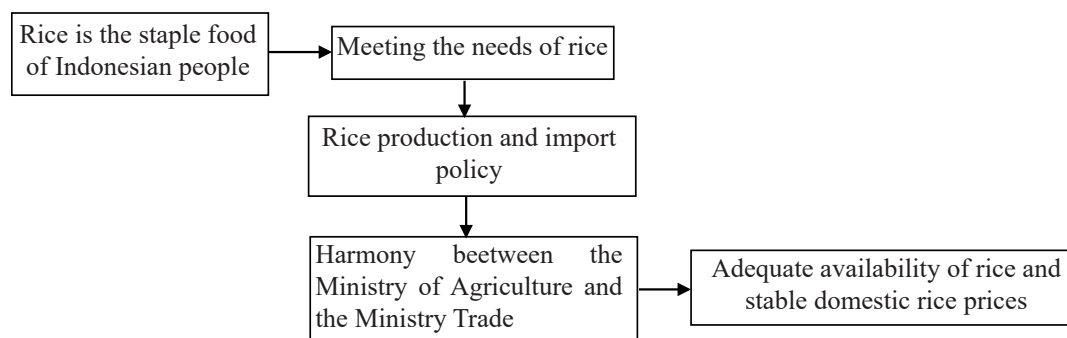 Rice is the staple food
of Indonesian people
Meeting the needs of rice
Rice production and import
policy
Harmony beetween the
Ministry of Agriculture and
the Ministry Trade
Adequate availability of rice and
stable domestic rice prices